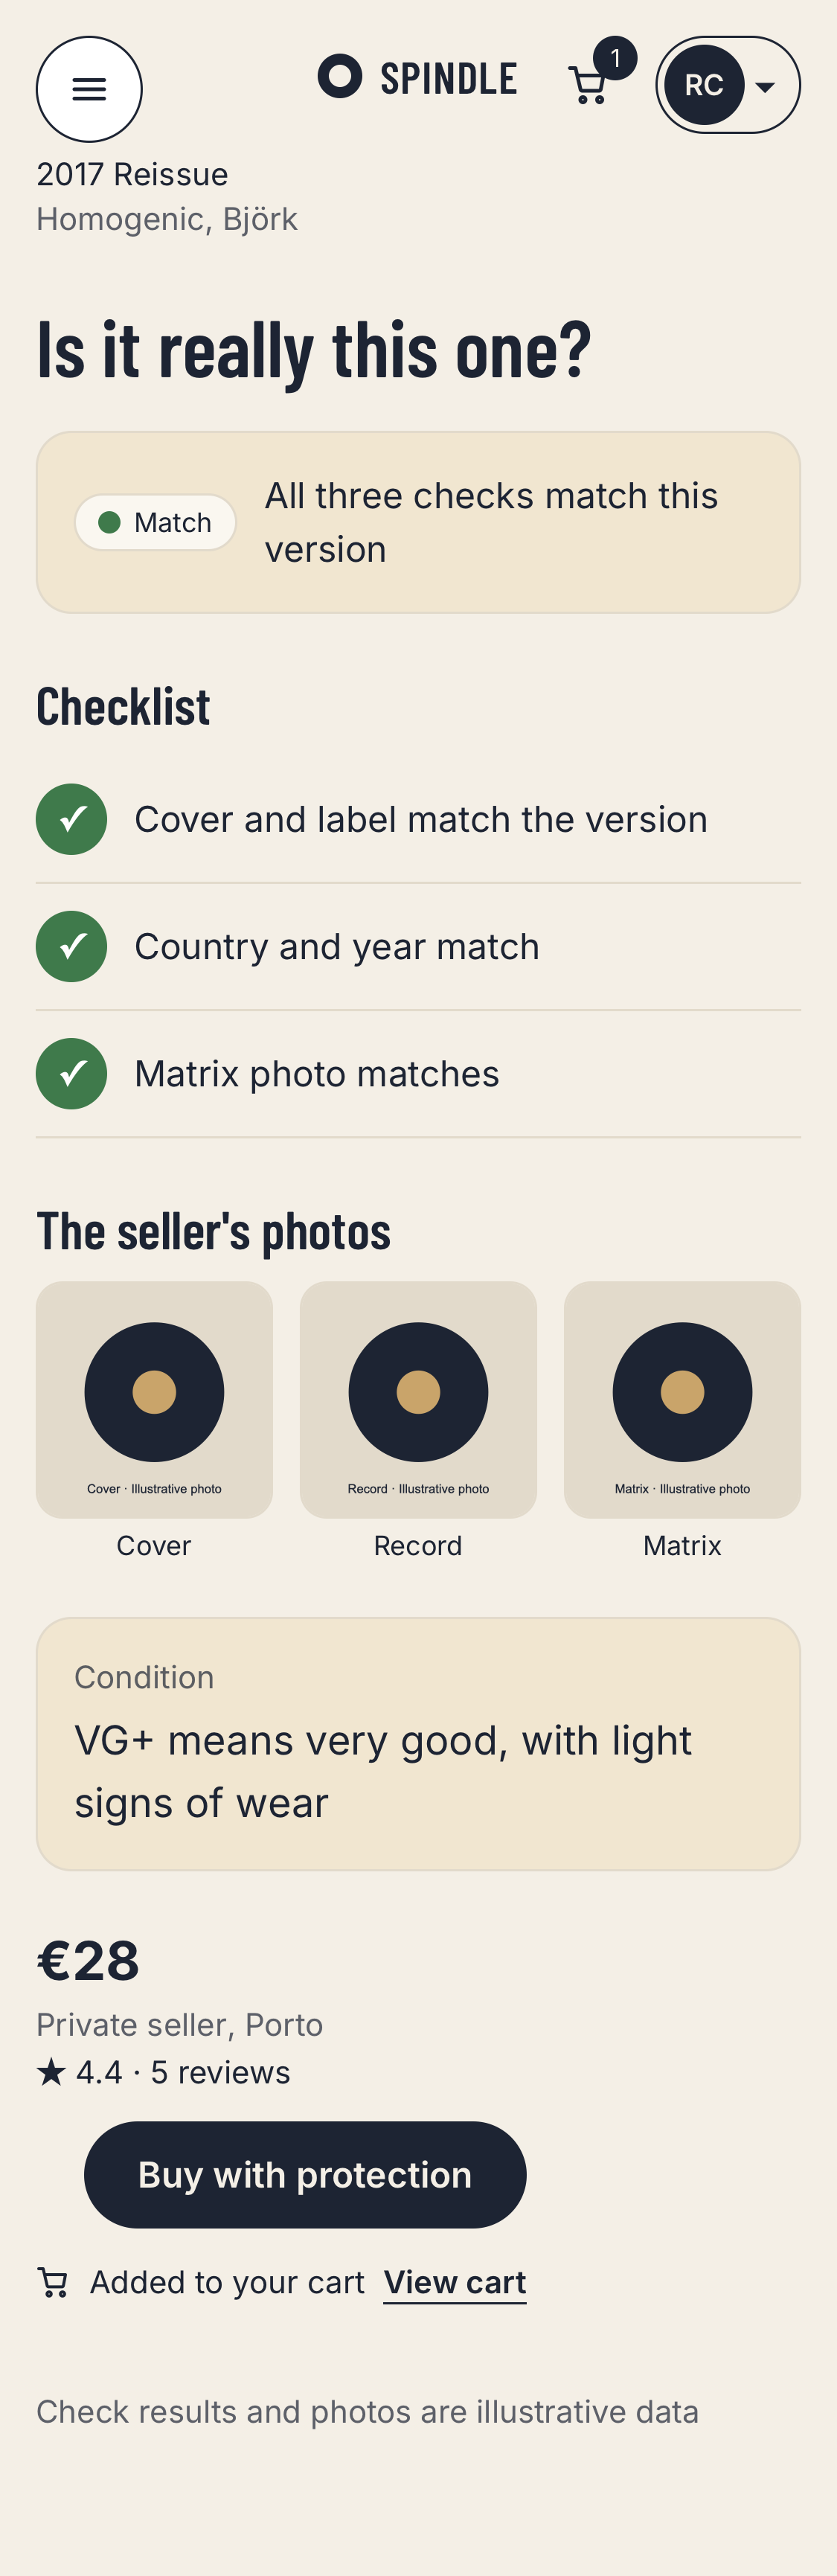 SPINDLE
1
RC
2017 Reissue
Homogenic, Björk
Is it really this one?
Match
All three checks match this
version
Checklist
Cover and label match the version
Country and year match
Matrix photo matches
The seller's photos
Cover · Illustrative photo
Record · Illustrative photo
Matrix · Illustrative photo
Cover
Record
Matrix
Condition
VG+ means very good, with light
signs of wear
€28
Private seller, Porto
★ 4.4 · 5 reviews
Buy with protection
Added to your cart View cart
Check results and photos are illustrative data